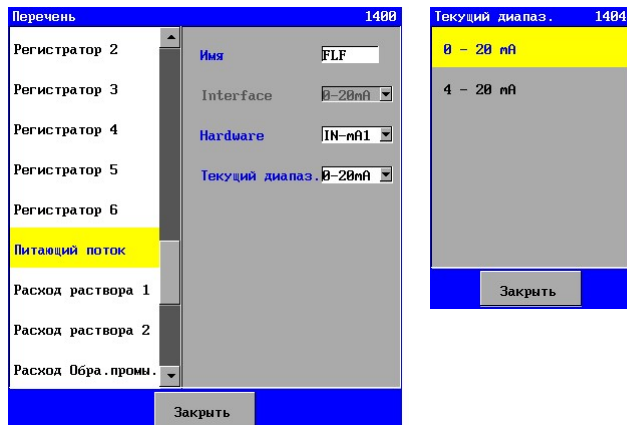 Перечень 1400
Регистратор 2
Регистратор 3
Регистратор 4
Регистратор 5
Регистратор 6
Питающий поток
Расход раствора 1
Расход раствора 2
Расход Обра.промы.
Имя FLF
Interface 0-20mA
Hardware IN-mA1
Текущий диапаз. 0-20mA
Закрыть
Текущий диапаз. 1404
0 - 20 mA
4 - 20 mA
Закрыть